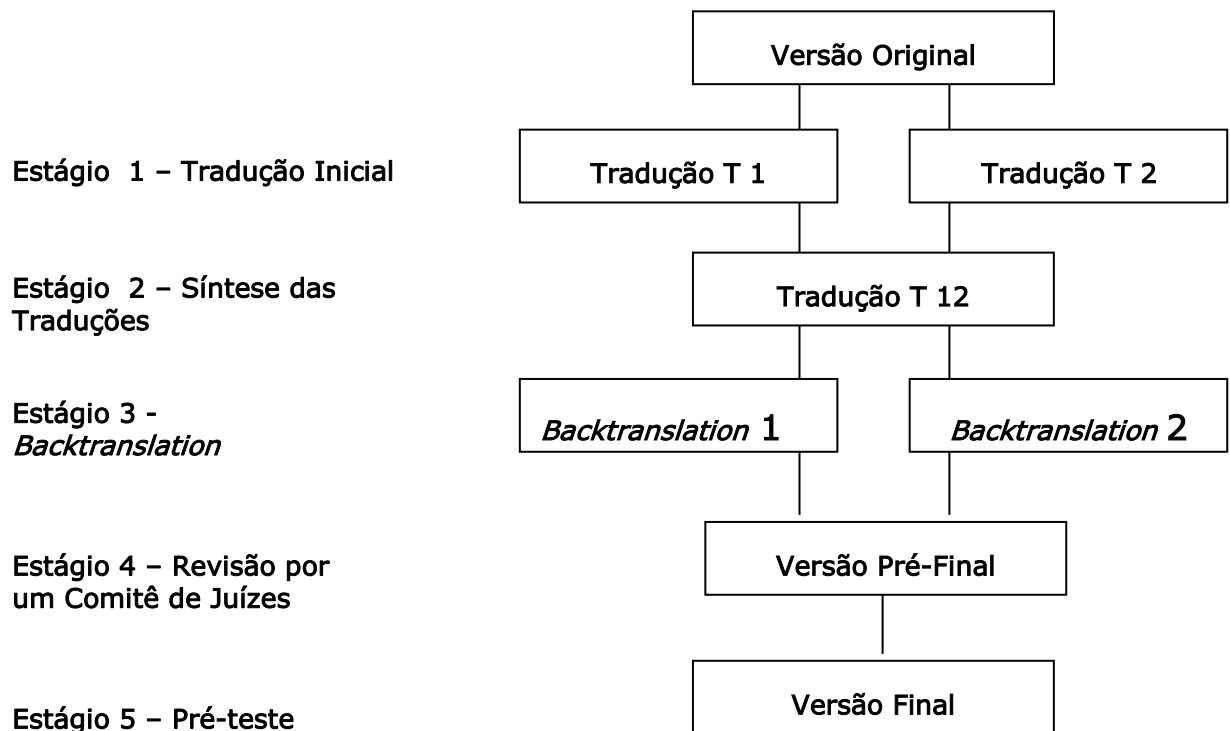 Versão Original
Estágio 1 – Tradução Inicial
Tradução T 1
Tradução T 2
Estágio 2 – Síntese das
Traduções
Tradução T 12
Estágio 3 -
Backtranslation
Backtranslation 1
Backtranslation 2
Estágio 4 – Revisão por
um Comitê de Juízes
Versão Pré-Final
Versão Final
Estágio 5 – Pré-teste